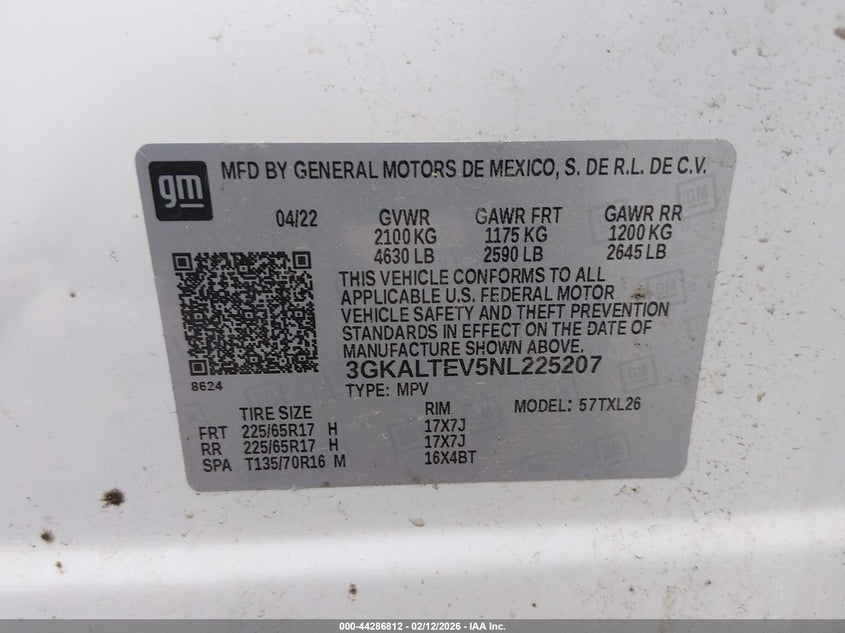 gm
MFD BY GENERAL MOTORS DE MEXICO, S. DE R.L. DE C.V.
04/22 GVWR GAWR FRT GAWR RR
2100 KG 1175 KG 1200 KG
4630 LB 2590 LB 2645 LB
THIS VEHICLE CONFORMS TO ALL
APPLICABLE U.S. FEDERAL MOTOR
VEHICLE SAFETY AND THEFT PREVENTION
STANDARDS IN EFFECT ON THE DATE OF
MANUFACTURE SHOWN ABOVE.
3GKALTEV5NL225207
8624
TYPE: MPV
TIRE SIZE RIM MODEL: 57TXL26
FRT 225/65R17 H 17X7J
RR 225/65R17 H 17X7J
SPA T135/70R16 M 16X4BT
000-44286812 - 02/12/2026 - IAA Inc.